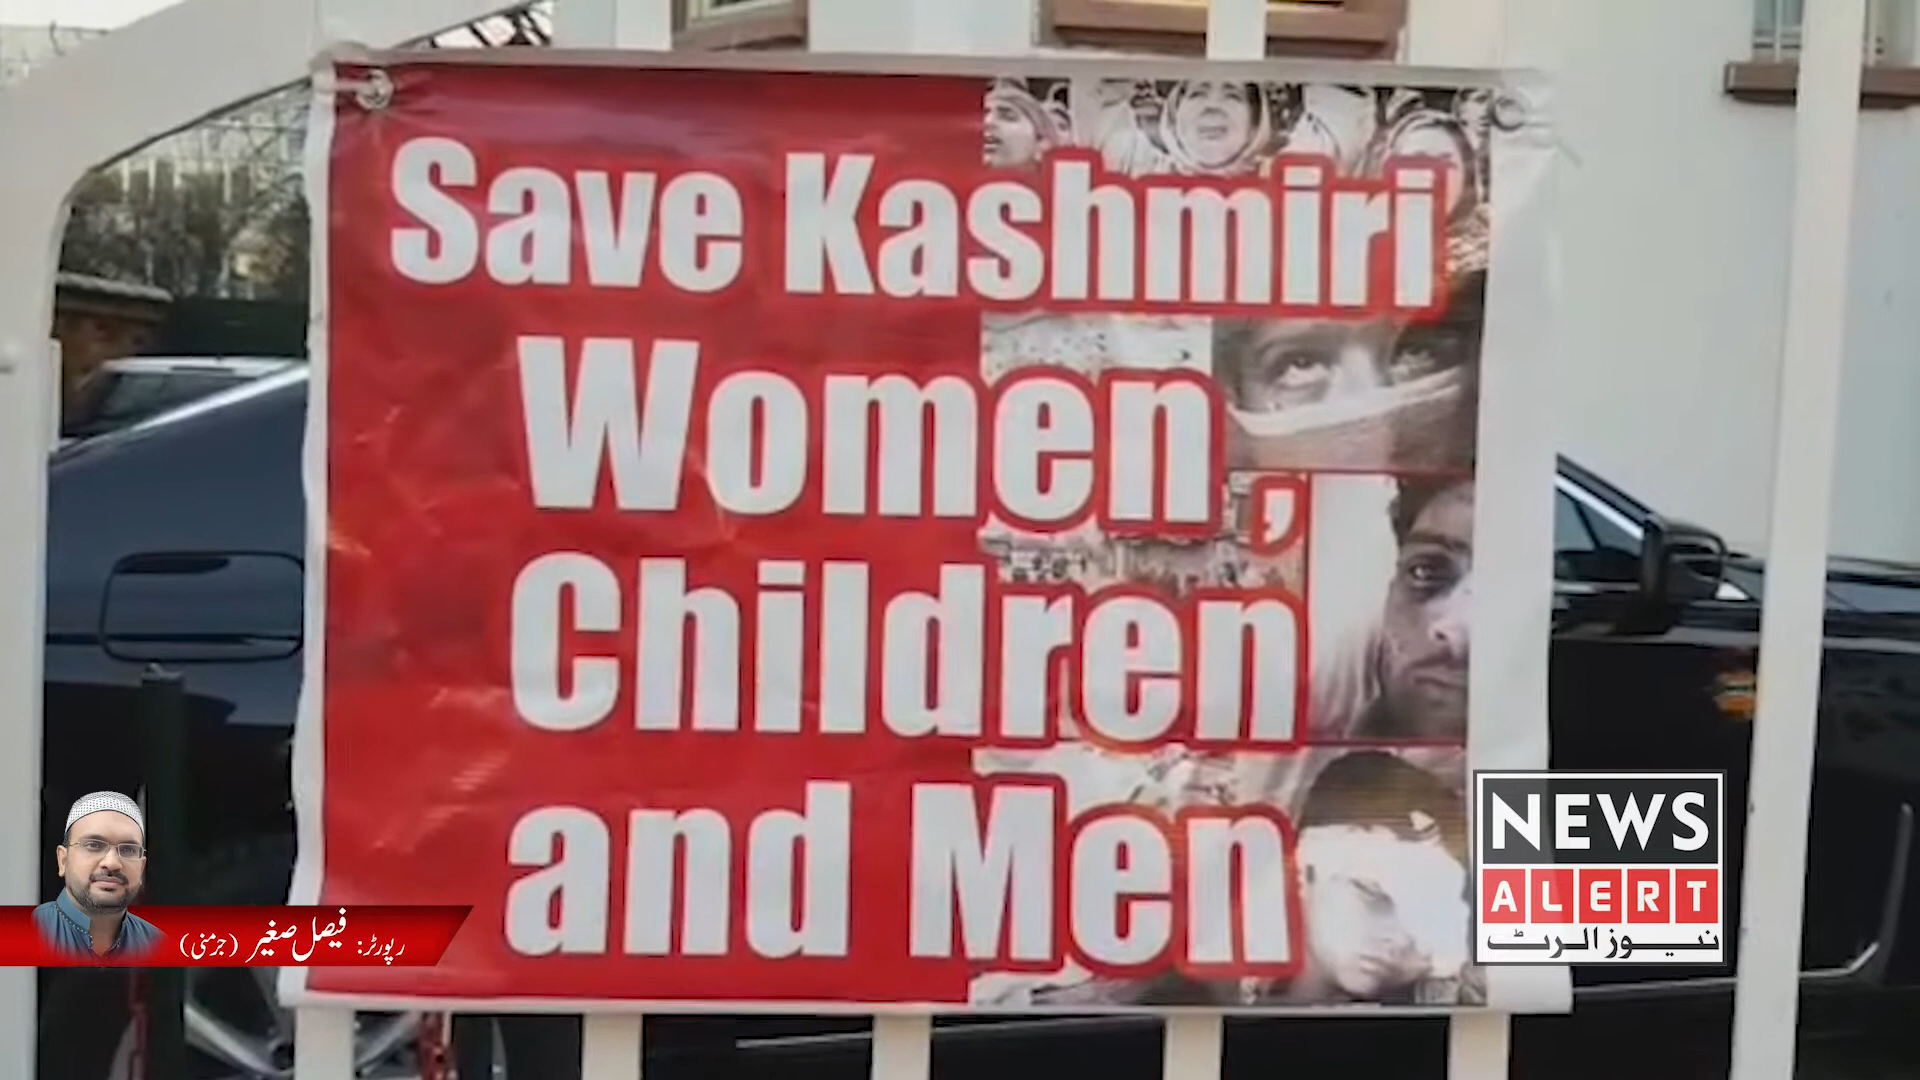 Save Kashmiri
Women,
Children
and Men
رپورٹر: فیصل صغیر (جرمنی)
NEWS
ALERT
نیوز الرٹ